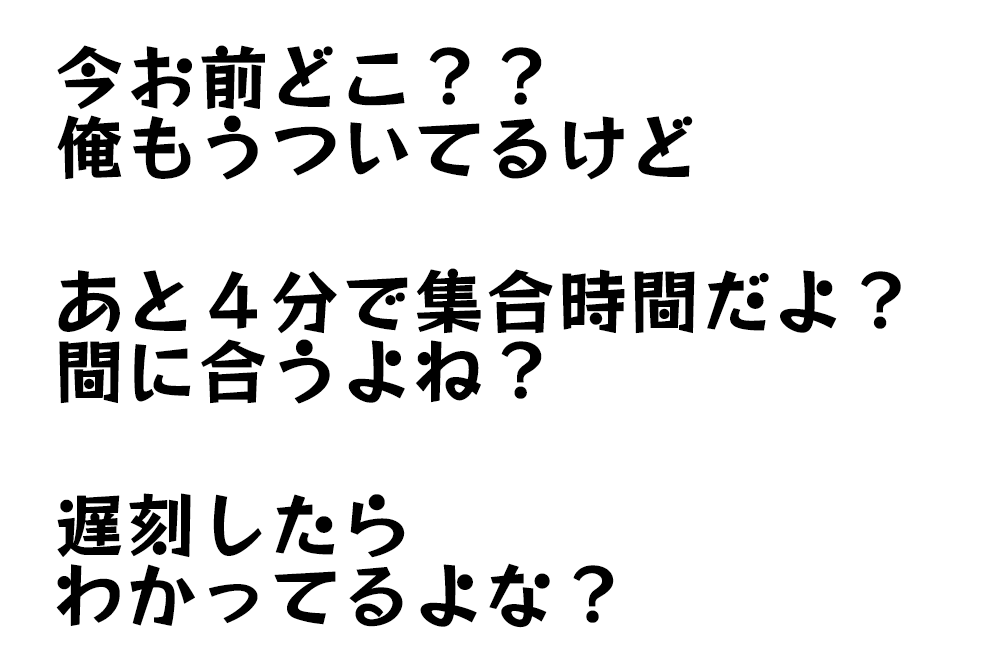 今お前どこ？？
俺もうついてるけど
あと４分で集合時間だよ？
間に合うよね？
遅刻したら
わかってるよな？